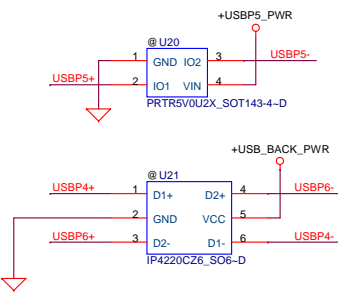 +USBP5_PWR
@ U20
1 GND IO2 3 USBP5-
USBP5+ 2 IO1 VIN 4
PRTR5V0U2X_SOT143-4~D
+USB_BACK_PWR
@ U21
USBP4+ 1 D1+ D2+ 4 USBP6-
2 GND VCC 5
USBP6+ 3 D2- D1- 6 USBP4-
IP4220CZ6_SO6~D